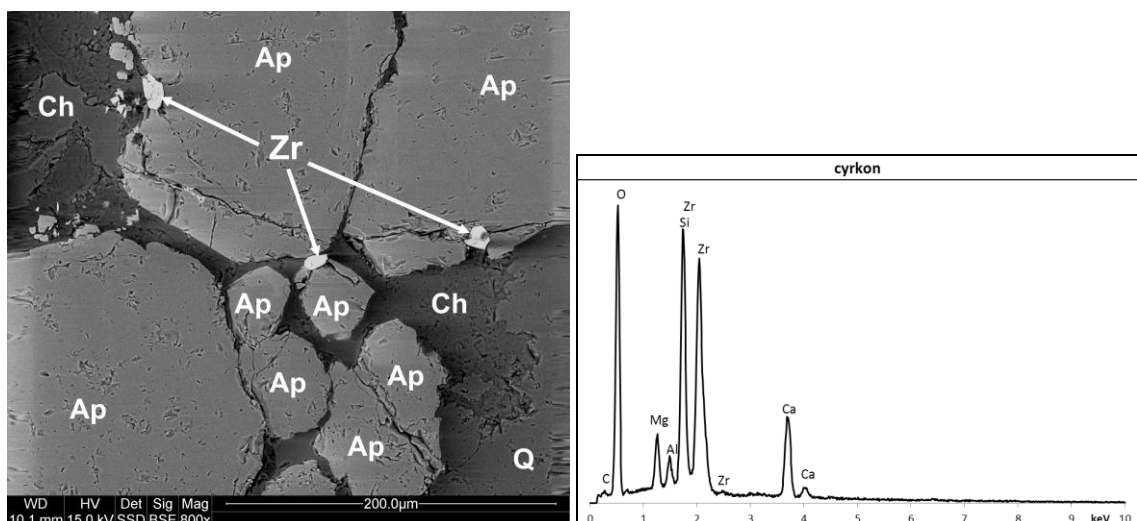 Ap
Ap
Ch
Zr
Ap
Ap
Ch
Ap
Ap
Ap
Ap
Q
WD HV Det Sig Mag 200.0µm
10.1 mm 15.0 kV SSD BSE 800x
cyrkon
O
Zr
Si
Zr
Mg
Al
C
Zr
Ca
Ca
0 1 2 3 4 5 6 7 8 9 10
keV